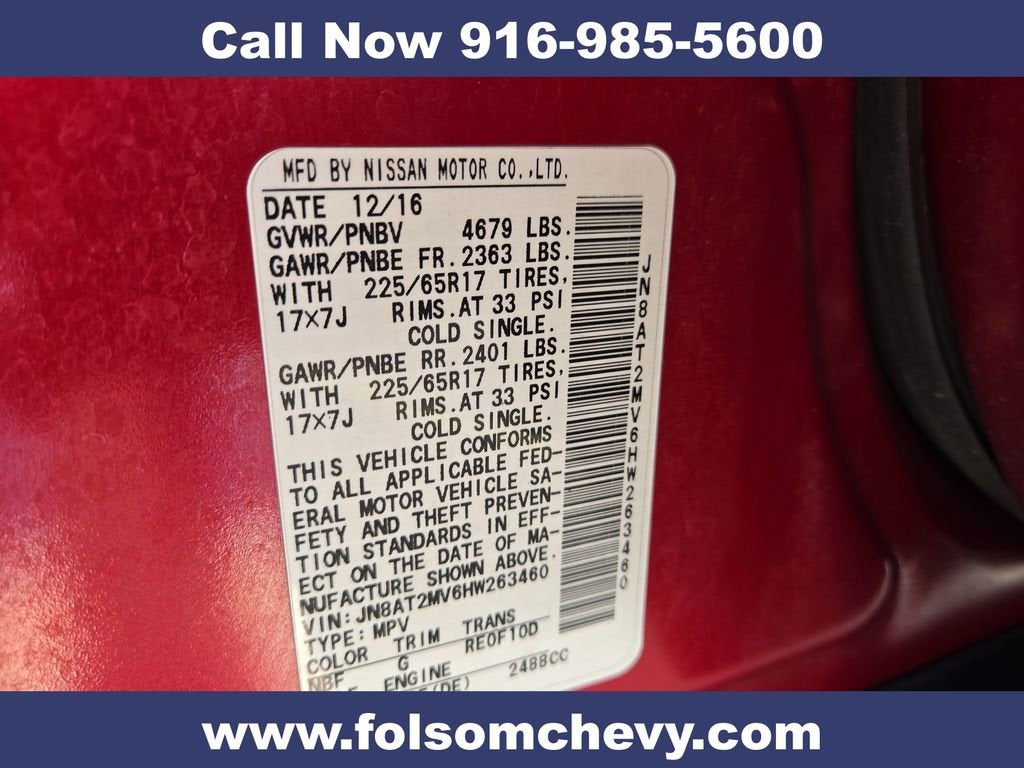 Call Now 916-985-5600
MFD BY NISSAN MOTOR CO.,LTD.
DATE 12/16
GVWR/PNBV 4679 LBS.
GAWR/PNBE FR. 2363 LBS.
WITH 225/65R17 TIRES,
17×7J RIMS.AT 33 PSI
COLD SINGLE.
GAWR/PNBE RR. 2401 LBS.
WITH 225/65R17 TIRES,
17×7J RIMS.AT 33 PSI
COLD SINGLE.
THIS VEHICLE CONFORMS
TO ALL APPLICABLE FED-
ERAL MOTOR VEHICLE SA-
FETY AND THEFT PREVEN-
TION STANDARDS IN EFF-
ECT ON THE DATE OF MA-
NUFACTURE SHOWN ABOVE.
VIN: JN8AT2MV6HW263460
TYPE: MPV
COLOR TRIM TRANS
NBF G RE0F10D
ENGINE 2488CC
JN8AT2MV6HW263460
www.folsomchevy.com